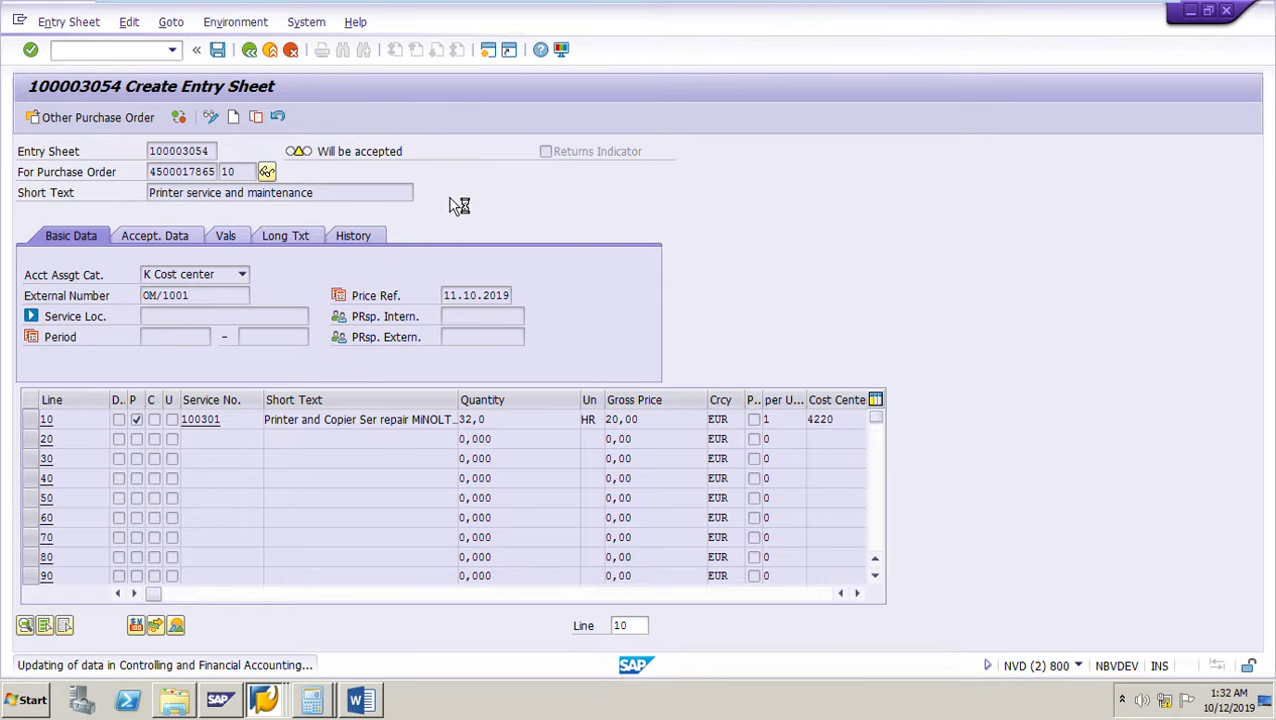 Entry Sheet Edit Goto Environment System Help
100003054 Create Entry Sheet
Other Purchase Order
Entry Sheet 100003054 Will be accepted Returns Indicator
For Purchase Order 4500017865 10
Short Text Printer service and maintenance
Basic Data Accept. Data Vals Long Txt History
Acct Assgt Cat. K Cost center
External Number OM/1001 Price Ref. 11.10.2019
Service Loc. PRsp. Intern.
Period – PRsp. Extern.
Line D.. P C U Service No. Short Text Quantity Un Gross Price Crcy P.. per U... Cost Cente
10 100301 Printer and Copier Ser repair MiNOLT... 32,0 HR 20,00 EUR 1 4220
20 0,000 0,00 EUR 0
30 0,000 0,00 EUR 0
40 0,000 0,00 EUR 0
50 0,000 0,00 EUR 0
60 0,000 0,00 EUR 0
70 0,000 0,00 EUR 0
80 0,000 0,00 EUR 0
90 0,000 0,00 EUR 0
Line 10
Updating of data in Controlling and Financial Accounting... SAP NVD (2) 800 NBVDEV INS
Start SAP 1:32 AM
10/12/2019